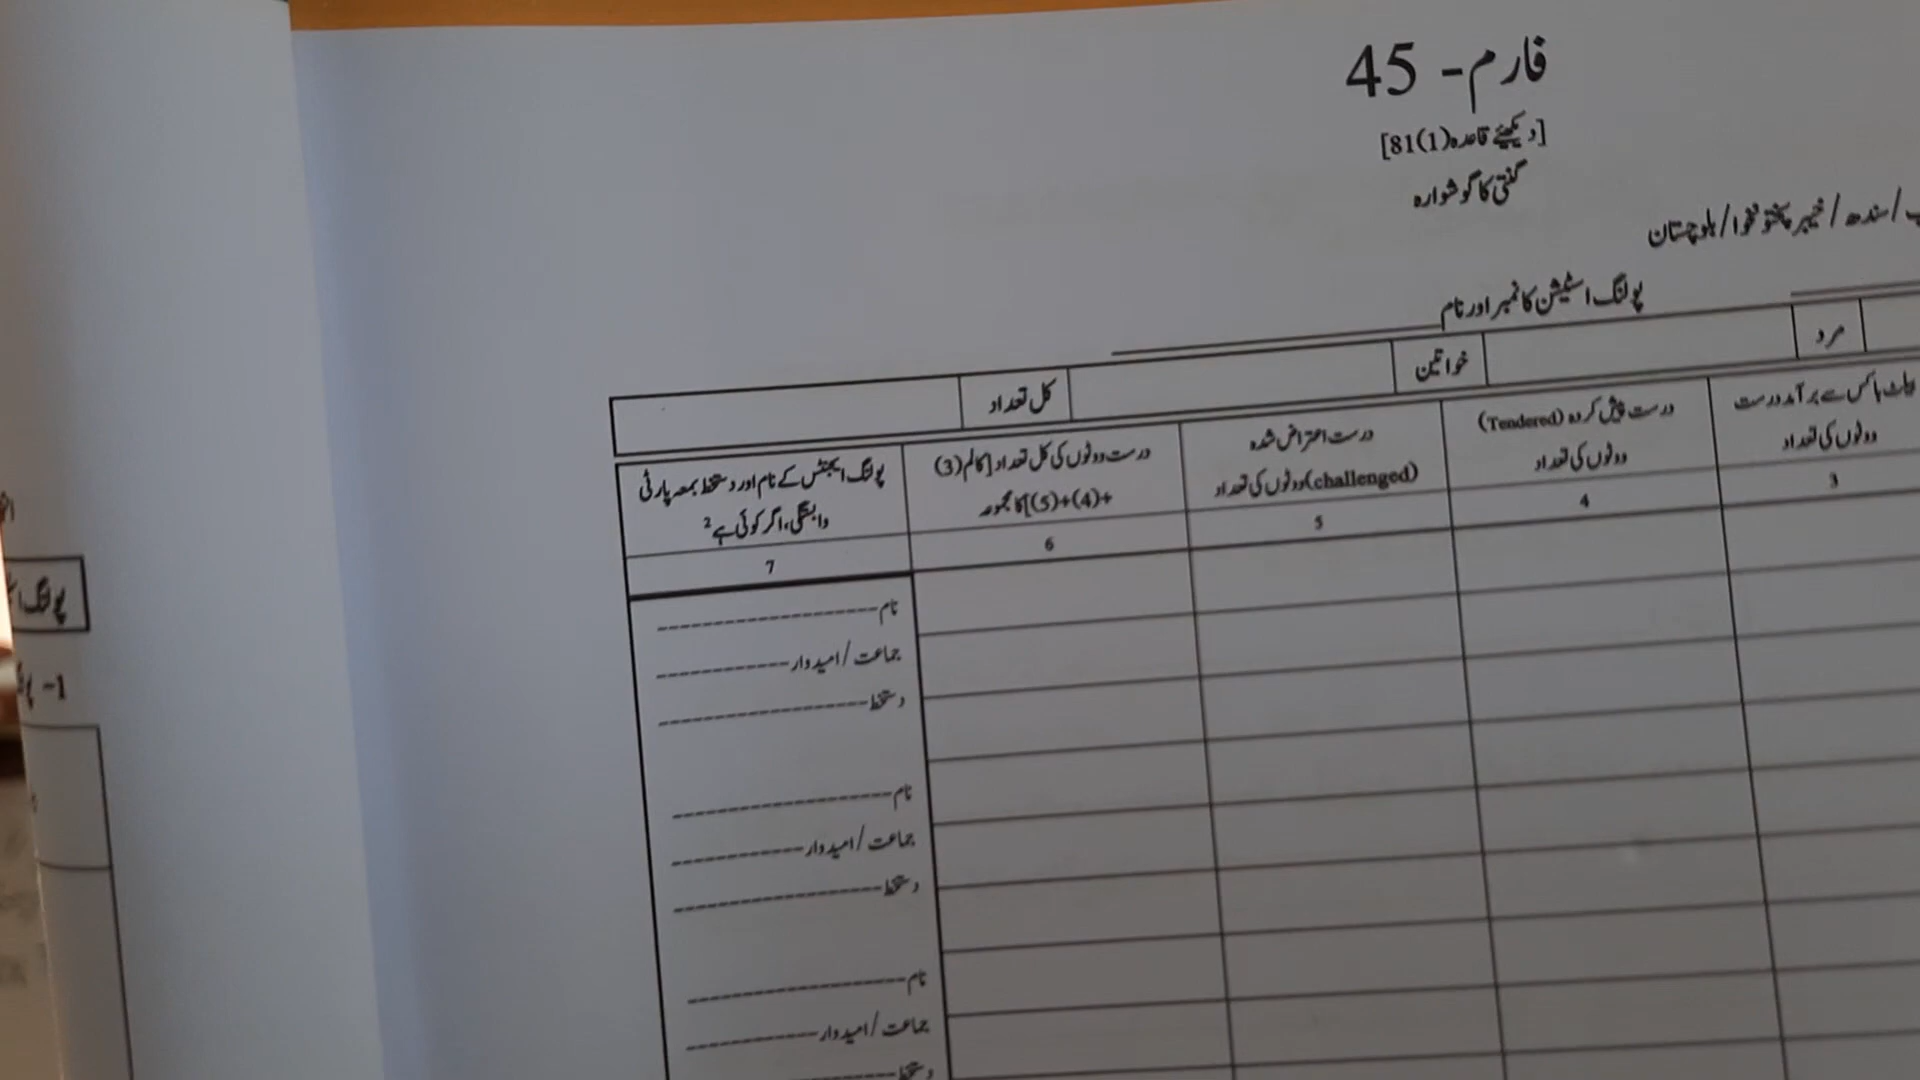 فارم - 45
[دیکھیئے قاعدہ 81(1)]
گنتی کا گوشوارہ
/سندھ/خیبر پختونخوا/بلوچستان
پولنگ اسٹیشن کا نمبر اور نام
مرد
خواتین
کل تعداد
بیلٹ باکس سے برآمد درست
ووٹوں کی تعداد
3
درست پیش کردہ (Tendered)
ووٹوں کی تعداد
4
درست اعتراض شدہ
(challenged) ووٹوں کی تعداد
5
درست ووٹوں کی کل تعداد [کالم (3)
+(4)+(5)] کا مجموعہ
6
پولنگ ایجنٹس کے نام اور دستخط بمعہ پارٹی
وابستگی، اگر کوئی ہے 2
7
نام
جماعت/امیدوار
دستخط
نام
جماعت/امیدوار
دستخط
نام
جماعت/امیدوار
دستخط
پولنگ
1-